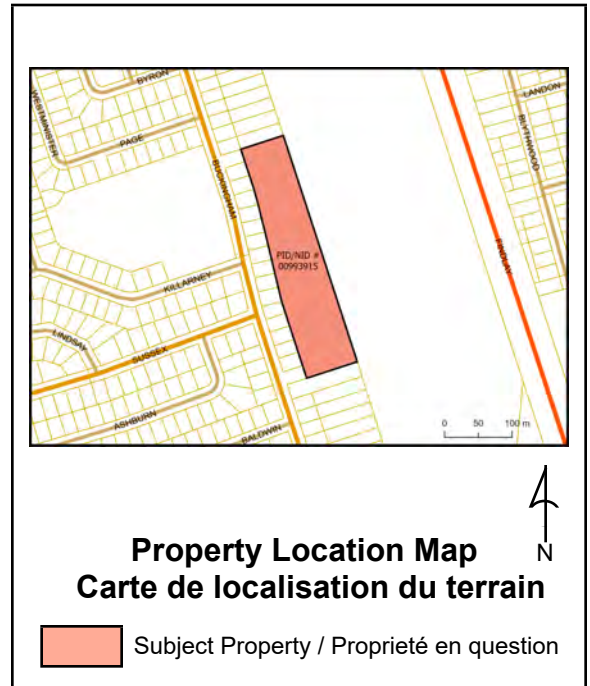 BYRON
LANDON
WESTMINISTER
PAGE
BUCKINGHAM
BLYTHWOOD
PID/NID #
00993915
FINDLAY
KILLARNEY
LINDSAY
SUSSEX
ASHBURN
BALDWIN
0 50 100 m
N
Property Location Map
Carte de localisation du terrain
Subject Property / Proprieté en question